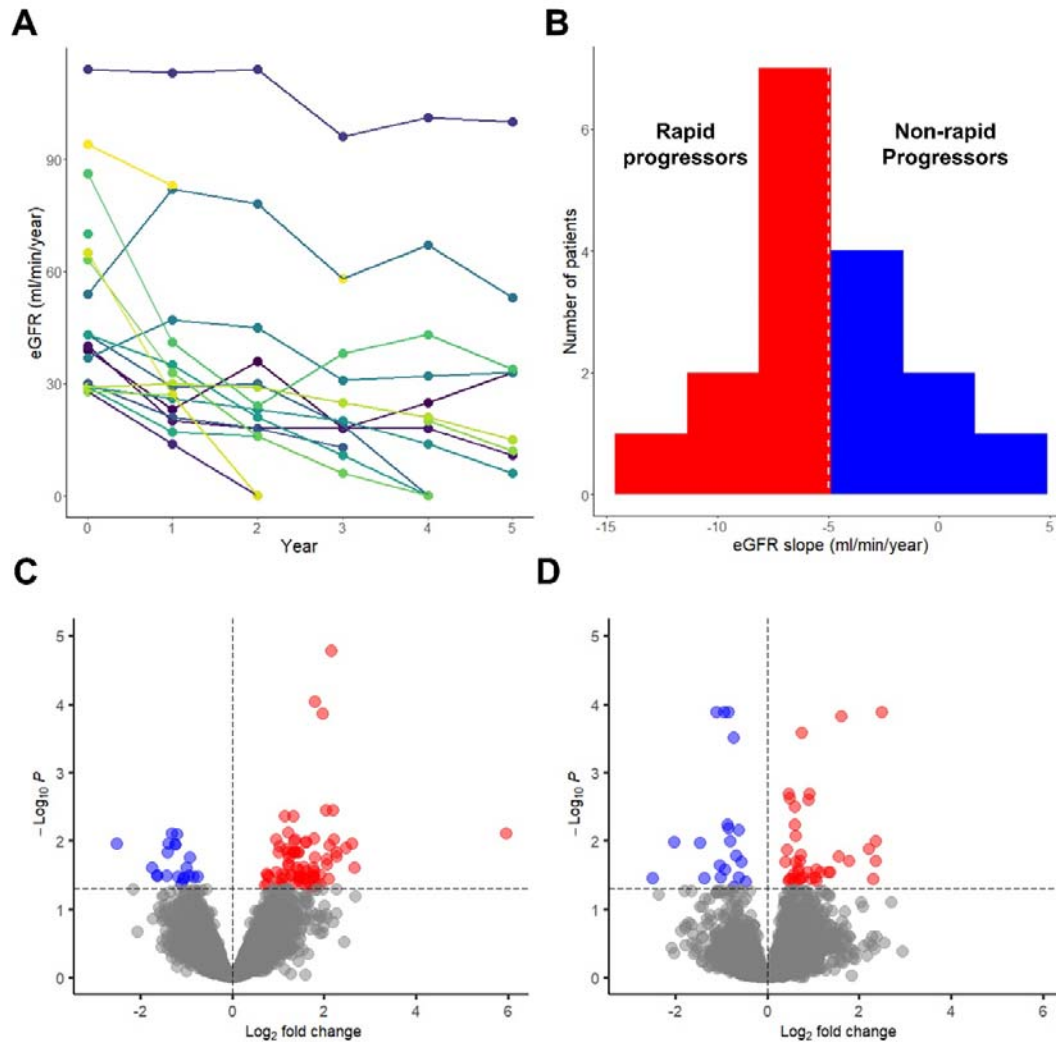 A
B
90
60
30
0
eGFR (ml/min/year)
0 1 2 3 4 5
Year
Rapid
progressors
Non-rapid
Progressors
6
4
2
0
Number of patients
-15 -10 -5 0 5
eGFR slope (ml/min/year)
C
D
5
4
3
2
1
0
− Log₁₀ P
-2 0 2 4 6
Log₂ fold change
5
4
3
2
1
0
− Log₁₀ P
-2 0 2 4 6
Log₂ fold change